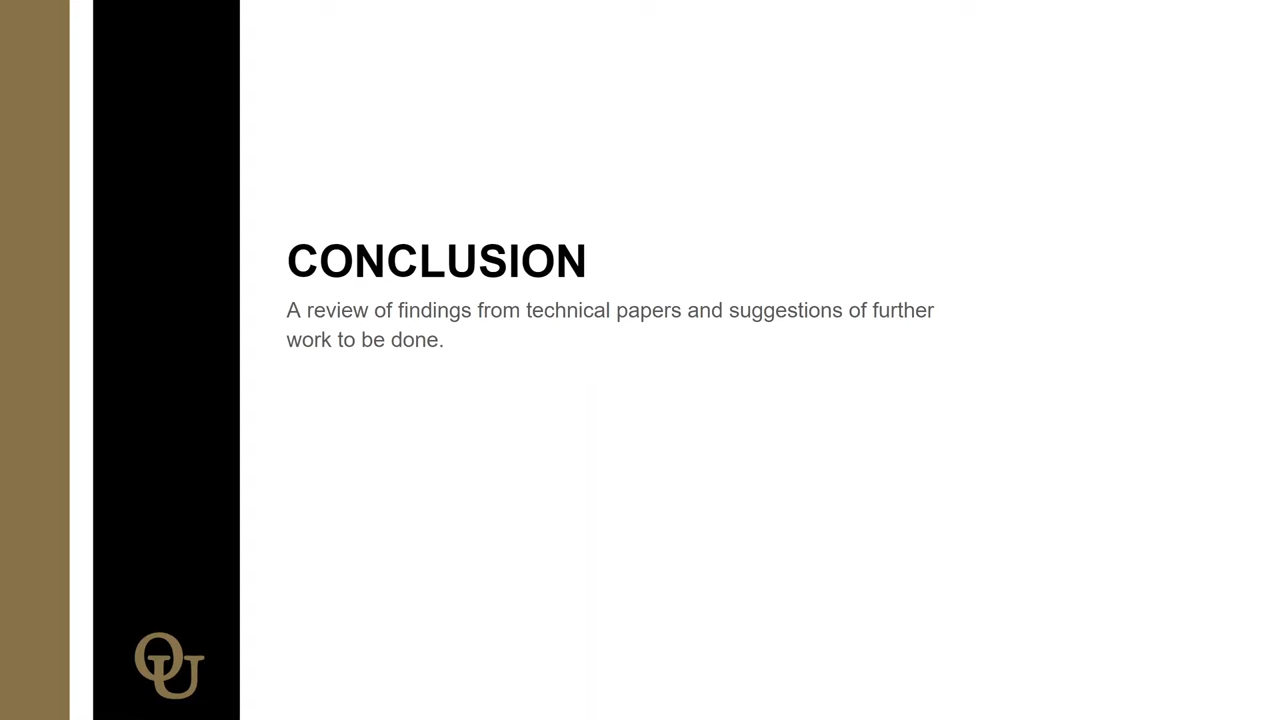 CONCLUSION
A review of findings from technical papers and suggestions of further
work to be done.
OU